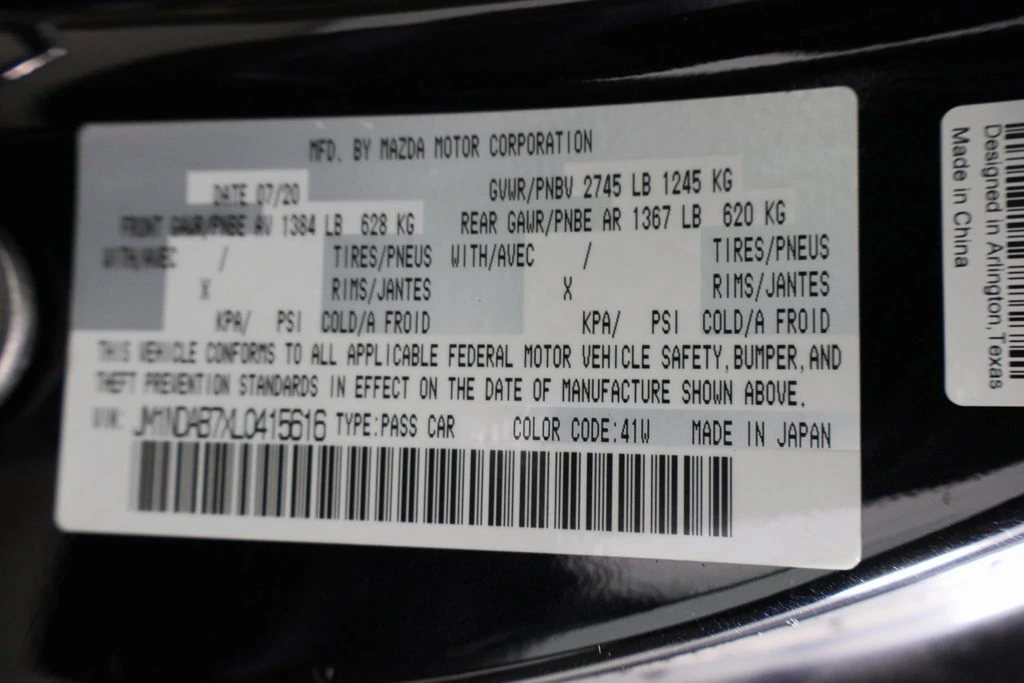 MFD. BY MAZDA MOTOR CORPORATION
DATE 07/20 GVWR/PNBV 2745 LB 1245 KG
FRONT GAWR/PNBE AV 1384 LB 628 KG REAR GAWR/PNBE AR 1367 LB 620 KG
WITH/AVEC / TIRES/PNEUS WITH/AVEC / TIRES/PNEUS
X RIMS/JANTES X RIMS/JANTES
KPA/ PSI COLD/A FROID KPA/ PSI COLD/A FROID
THIS VEHICLE CONFORMS TO ALL APPLICABLE FEDERAL MOTOR VEHICLE SAFETY, BUMPER, AND
THEFT PREVENTION STANDARDS IN EFFECT ON THE DATE OF MANUFACTURE SHOWN ABOVE.
VIN: JM1NDAB7XL0415616 TYPE:PASS CAR COLOR CODE:41W MADE IN JAPAN
Designed in Arlington, Texas
Made in China